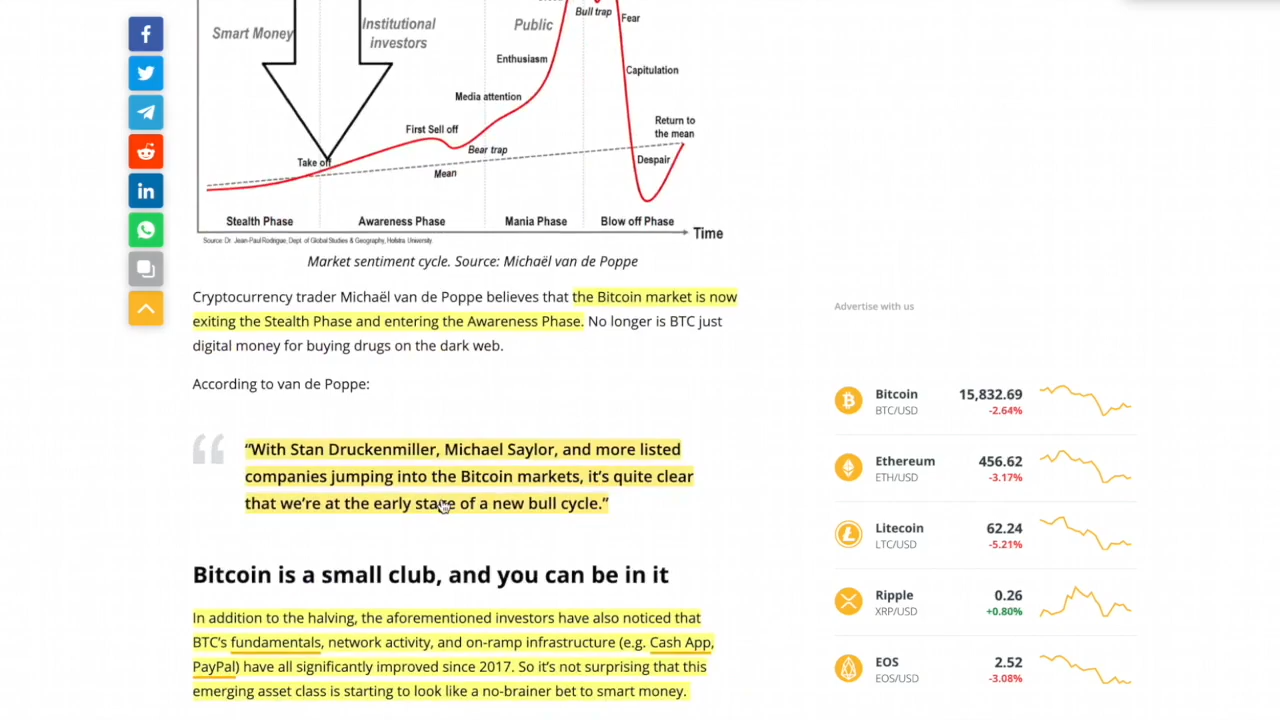 Smart Money
Institutional
investors
Public
Bull trap
Fear
Enthusiasm
Capitulation
Media attention
First Sell off
Return to
the mean
Take off
Bear trap
Despair
Mean
Stealth Phase
Awareness Phase
Mania Phase
Blow off Phase
Time
Source: Dr. Jean-Paul Rodrigue, Dept. of Global Studies & Geography, Hofstra University.
Market sentiment cycle. Source: Michaël van de Poppe
Cryptocurrency trader Michaël van de Poppe believes that the Bitcoin market is now
exiting the Stealth Phase and entering the Awareness Phase. No longer is BTC just
digital money for buying drugs on the dark web.
According to van de Poppe:
“With Stan Druckenmiller, Michael Saylor, and more listed
companies jumping into the Bitcoin markets, it’s quite clear
that we’re at the early stage of a new bull cycle.”
Bitcoin is a small club, and you can be in it
In addition to the halving, the aforementioned investors have also noticed that
BTC’s fundamentals, network activity, and on-ramp infrastructure (e.g. Cash App,
PayPal) have all significantly improved since 2017. So it’s not surprising that this
emerging asset class is starting to look like a no-brainer bet to smart money.
Advertise with us
Bitcoin 15,832.69
BTC/USD -2.64%
Ethereum 456.62
ETH/USD -3.17%
Litecoin 62.24
LTC/USD -5.21%
Ripple 0.26
XRP/USD +0.80%
EOS 2.52
EOS/USD -3.08%